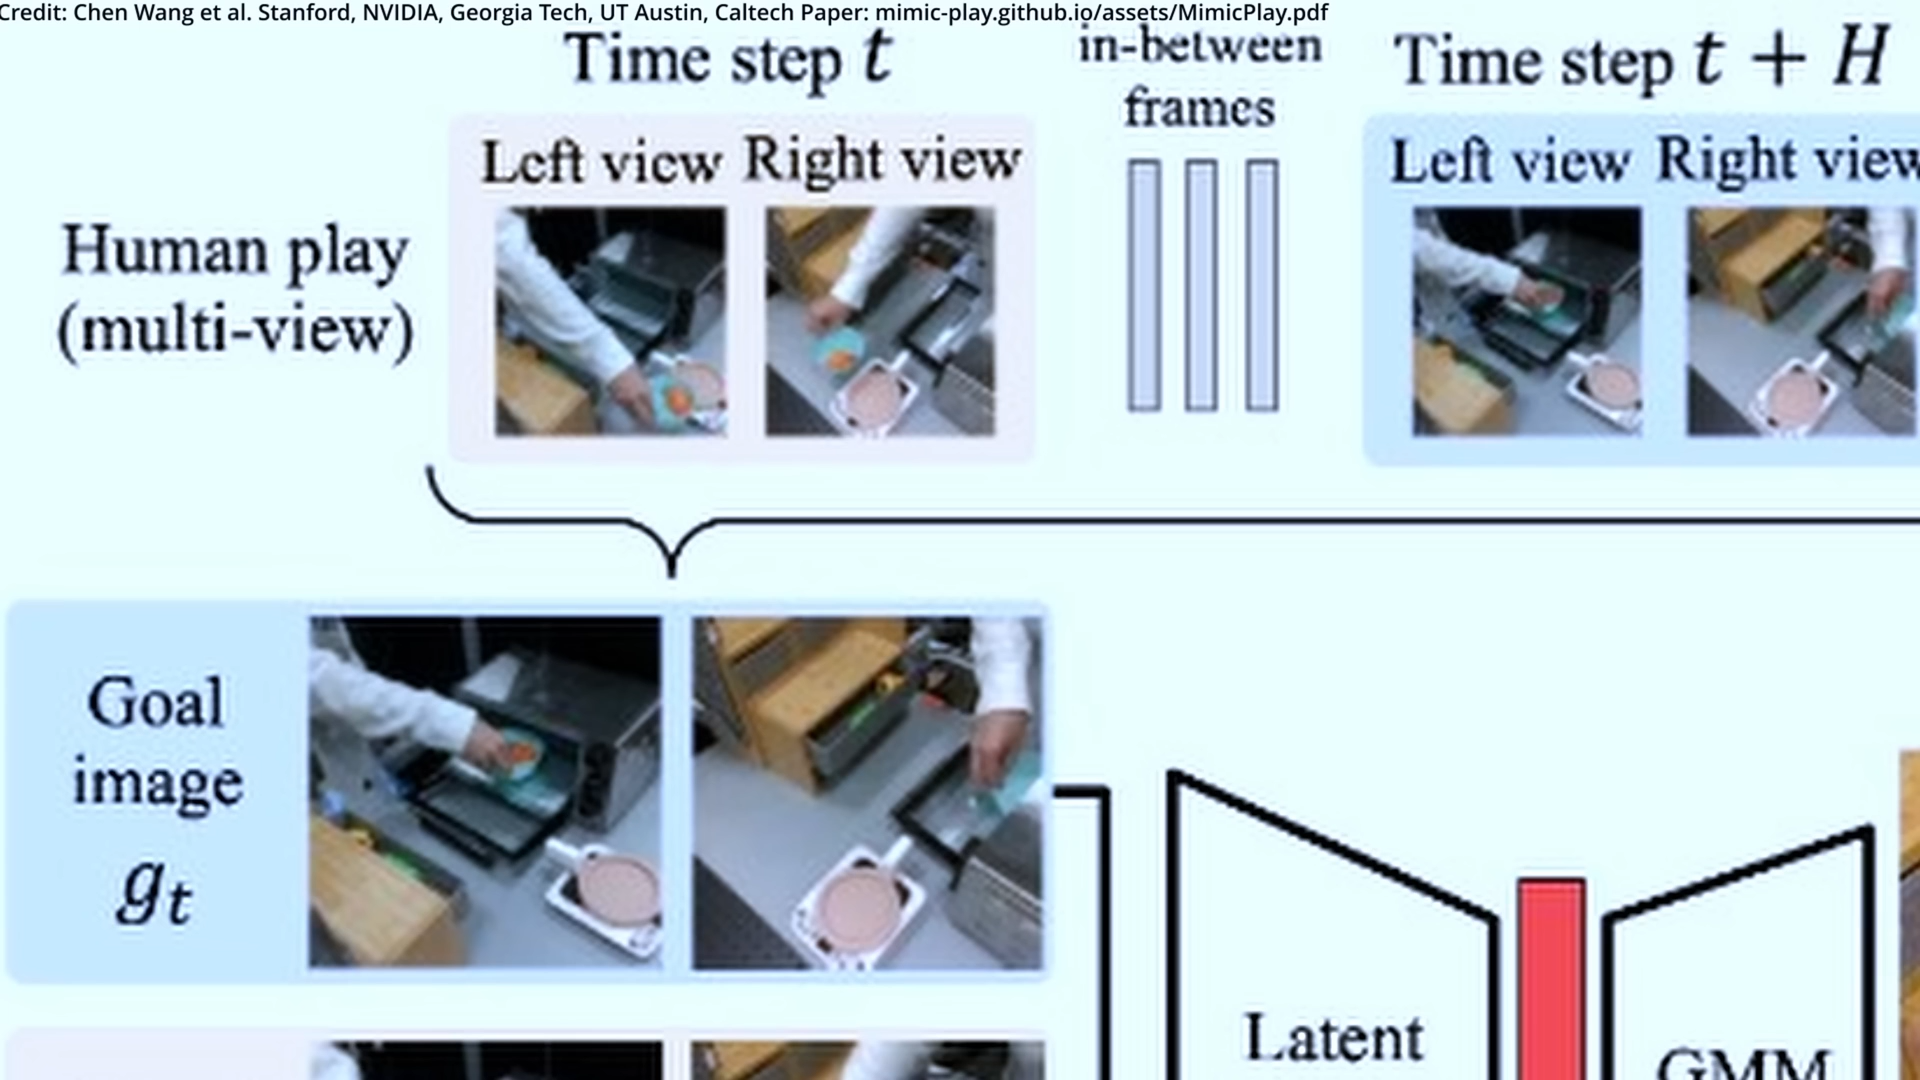 Credit: Chen Wang et al. Stanford, NVIDIA, Georgia Tech, UT Austin, Caltech Paper: mimic-play.github.io/assets/MimicPlay.pdf
Time step t
in-between
frames
Time step t + H
Left view Right view
Left view Right view
Human play
(multi-view)
Goal
image
g_t
Latent
GMM